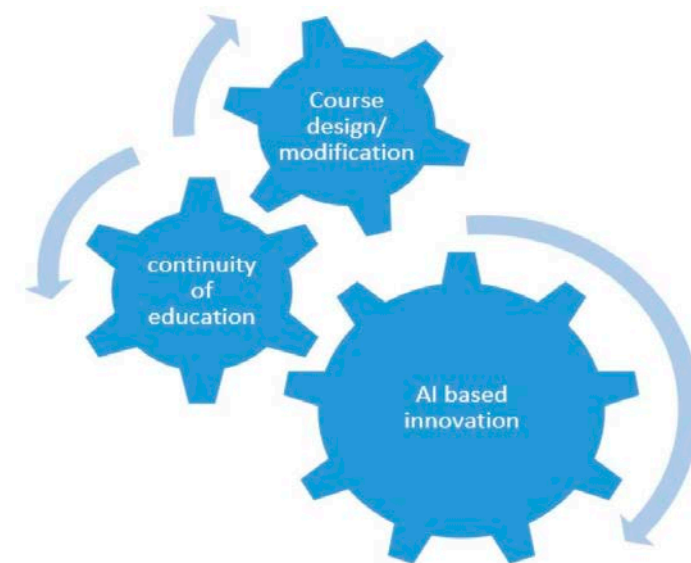 Course
design/
modification
continuity
of
education
AI based
innovation